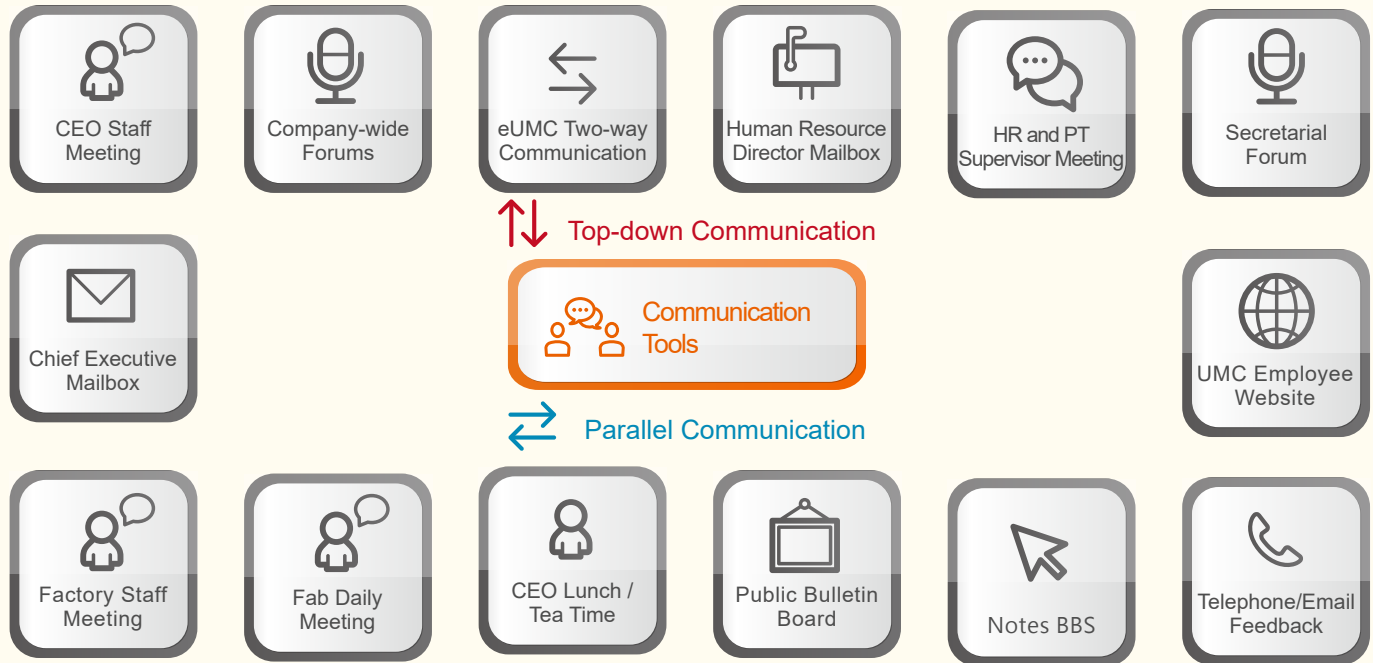 CEO Staff
Meeting
Company-wide
Forums
eUMC Two-way
Communication
Human Resource
Director Mailbox
HR and PT
Supervisor Meeting
Secretarial
Forum
Top-down Communication
Chief Executive
Mailbox
Communication
Tools
UMC Employee
Website
Parallel Communication
Factory Staff
Meeting
Fab Daily
Meeting
CEO Lunch /
Tea Time
Public Bulletin
Board
Notes BBS
Telephone/Email
Feedback